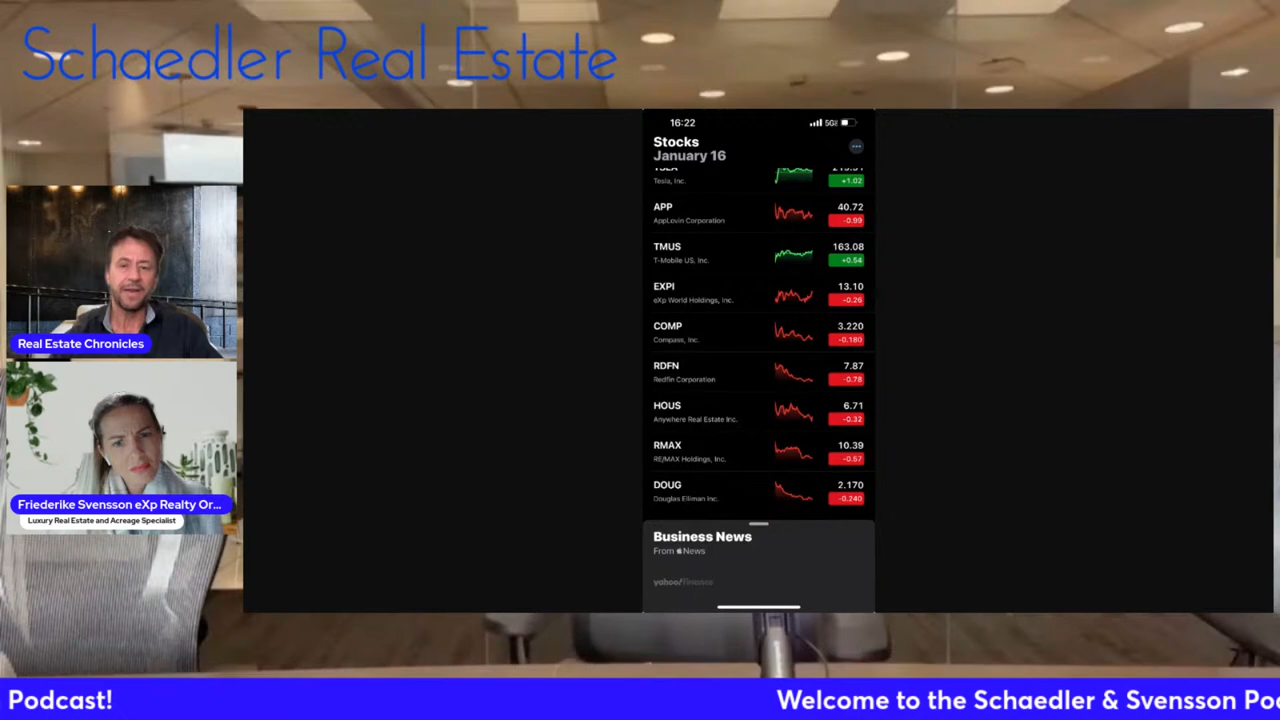 Schaedler Real Estate
16:22
5G
Stocks
January 16
Tesla, Inc.
+1.02
APP
40.72
AppLovin Corporation
-0.99
TMUS
163.08
T-Mobile US, Inc.
+0.54
EXPI
13.10
eXp World Holdings, Inc.
-0.26
COMP
3.220
Compass, Inc.
-0.180
RDFN
7.87
Redfin Corporation
-0.78
HOUS
6.71
Anywhere Real Estate Inc.
-0.32
RMAX
10.39
RE/MAX Holdings, Inc.
-0.57
DOUG
2.170
Douglas Elliman Inc.
-0.240
Business News
From News
yahoo/finance
Real Estate Chronicles
Friederike Svensson eXp Realty Or...
Luxury Real Estate and Acreage Specialist
Podcast!
Welcome to the Schaedler & Svensson Po